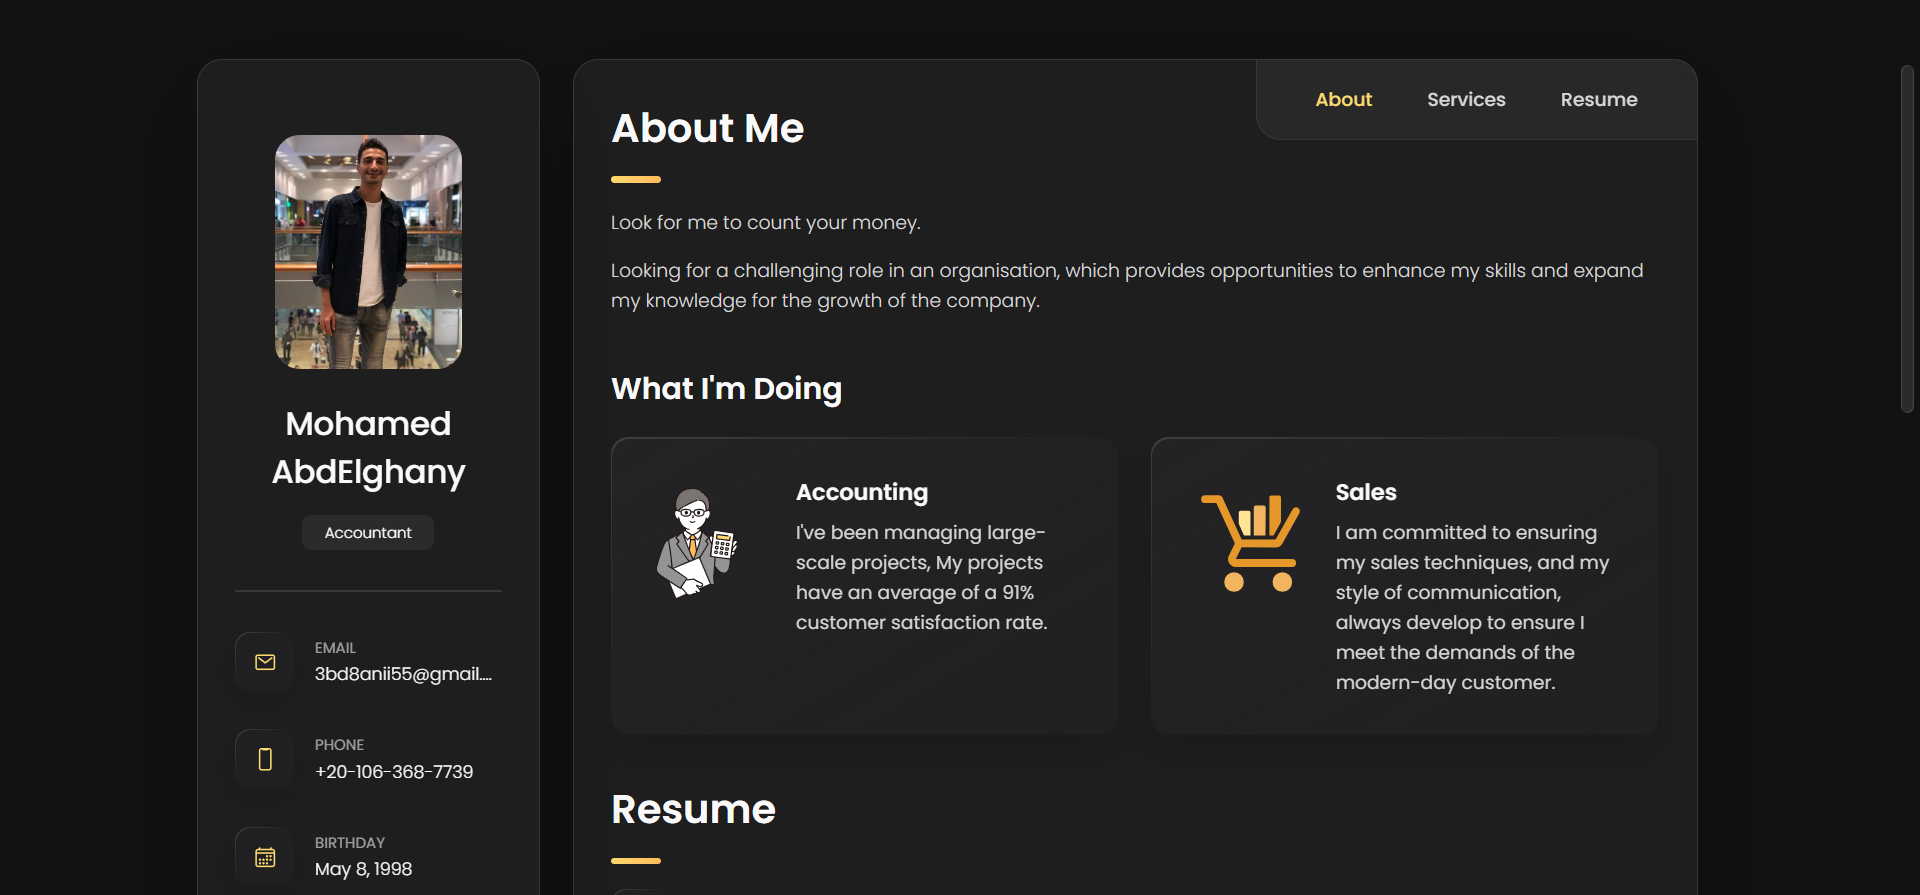 Mohamed
AbdElghany
Accountant
EMAIL
3bd8anii55@gmail....
PHONE
+20-106-368-7739
BIRTHDAY
May 8, 1998
About
Services
Resume
About Me
Look for me to count your money.
Looking for a challenging role in an organisation, which provides opportunities to enhance my skills and expand
my knowledge for the growth of the company.
What I'm Doing
Accounting
I've been managing large-
scale projects, My projects
have an average of a 91%
customer satisfaction rate.
Sales
I am committed to ensuring
my sales techniques, and my
style of communication,
always develop to ensure I
meet the demands of the
modern-day customer.
Resume